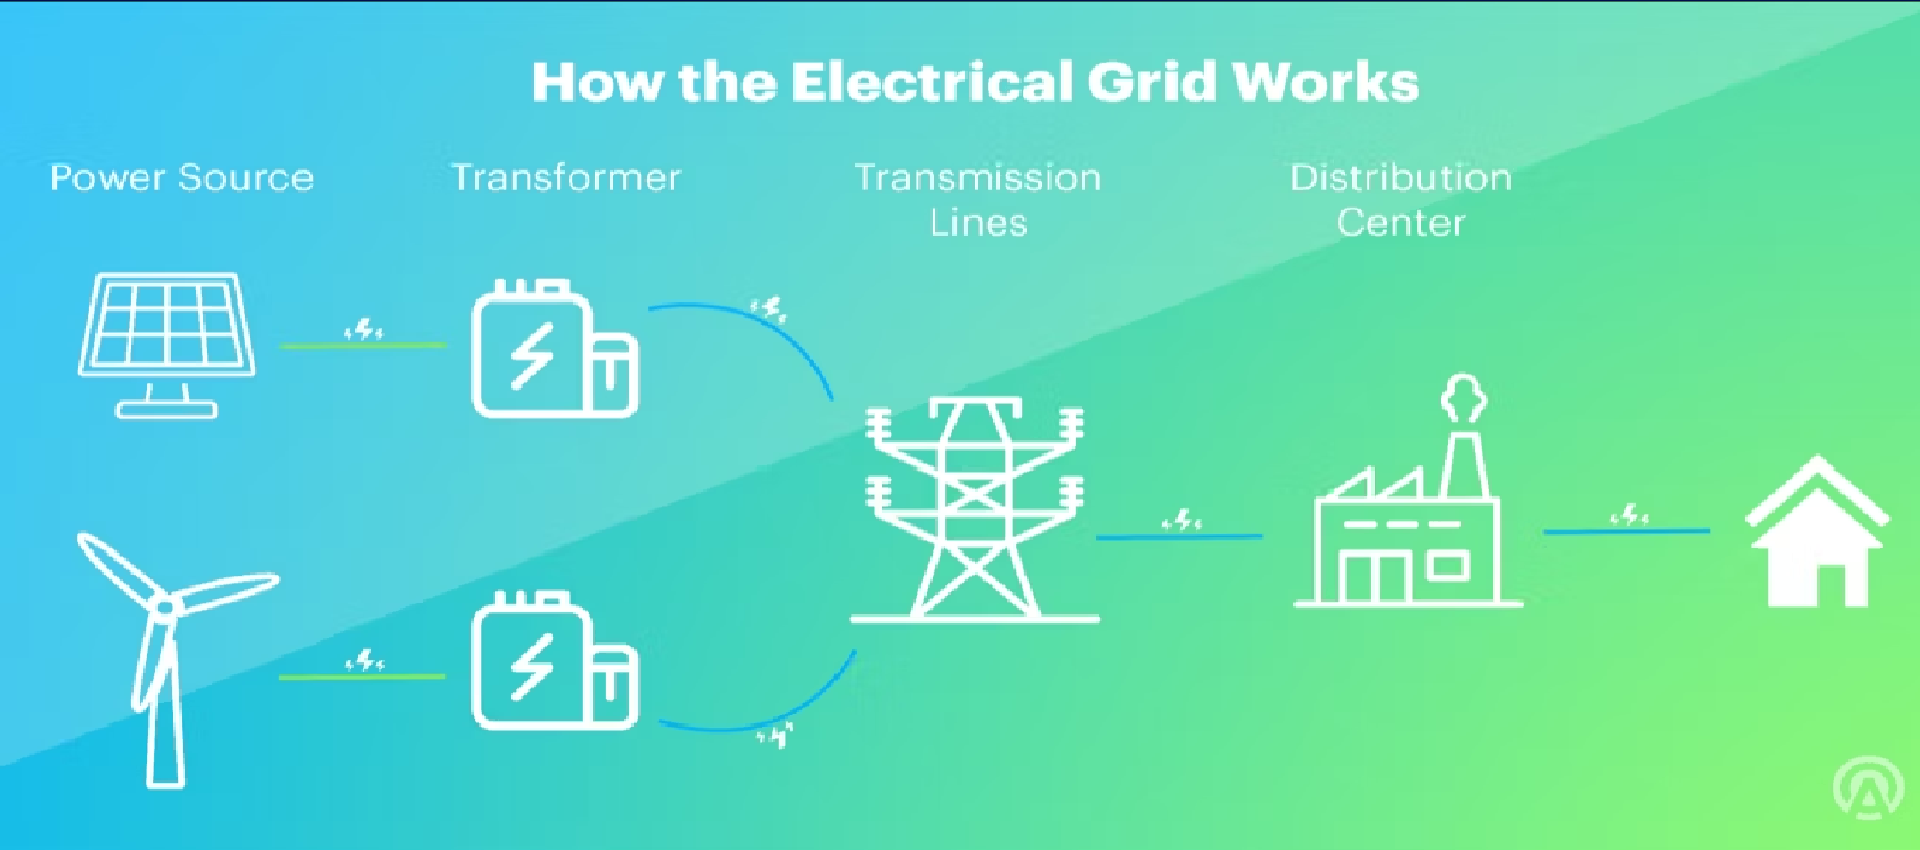 How the Electrical Grid Works
Power Source
Transformer
Transmission
Lines
Distribution
Center